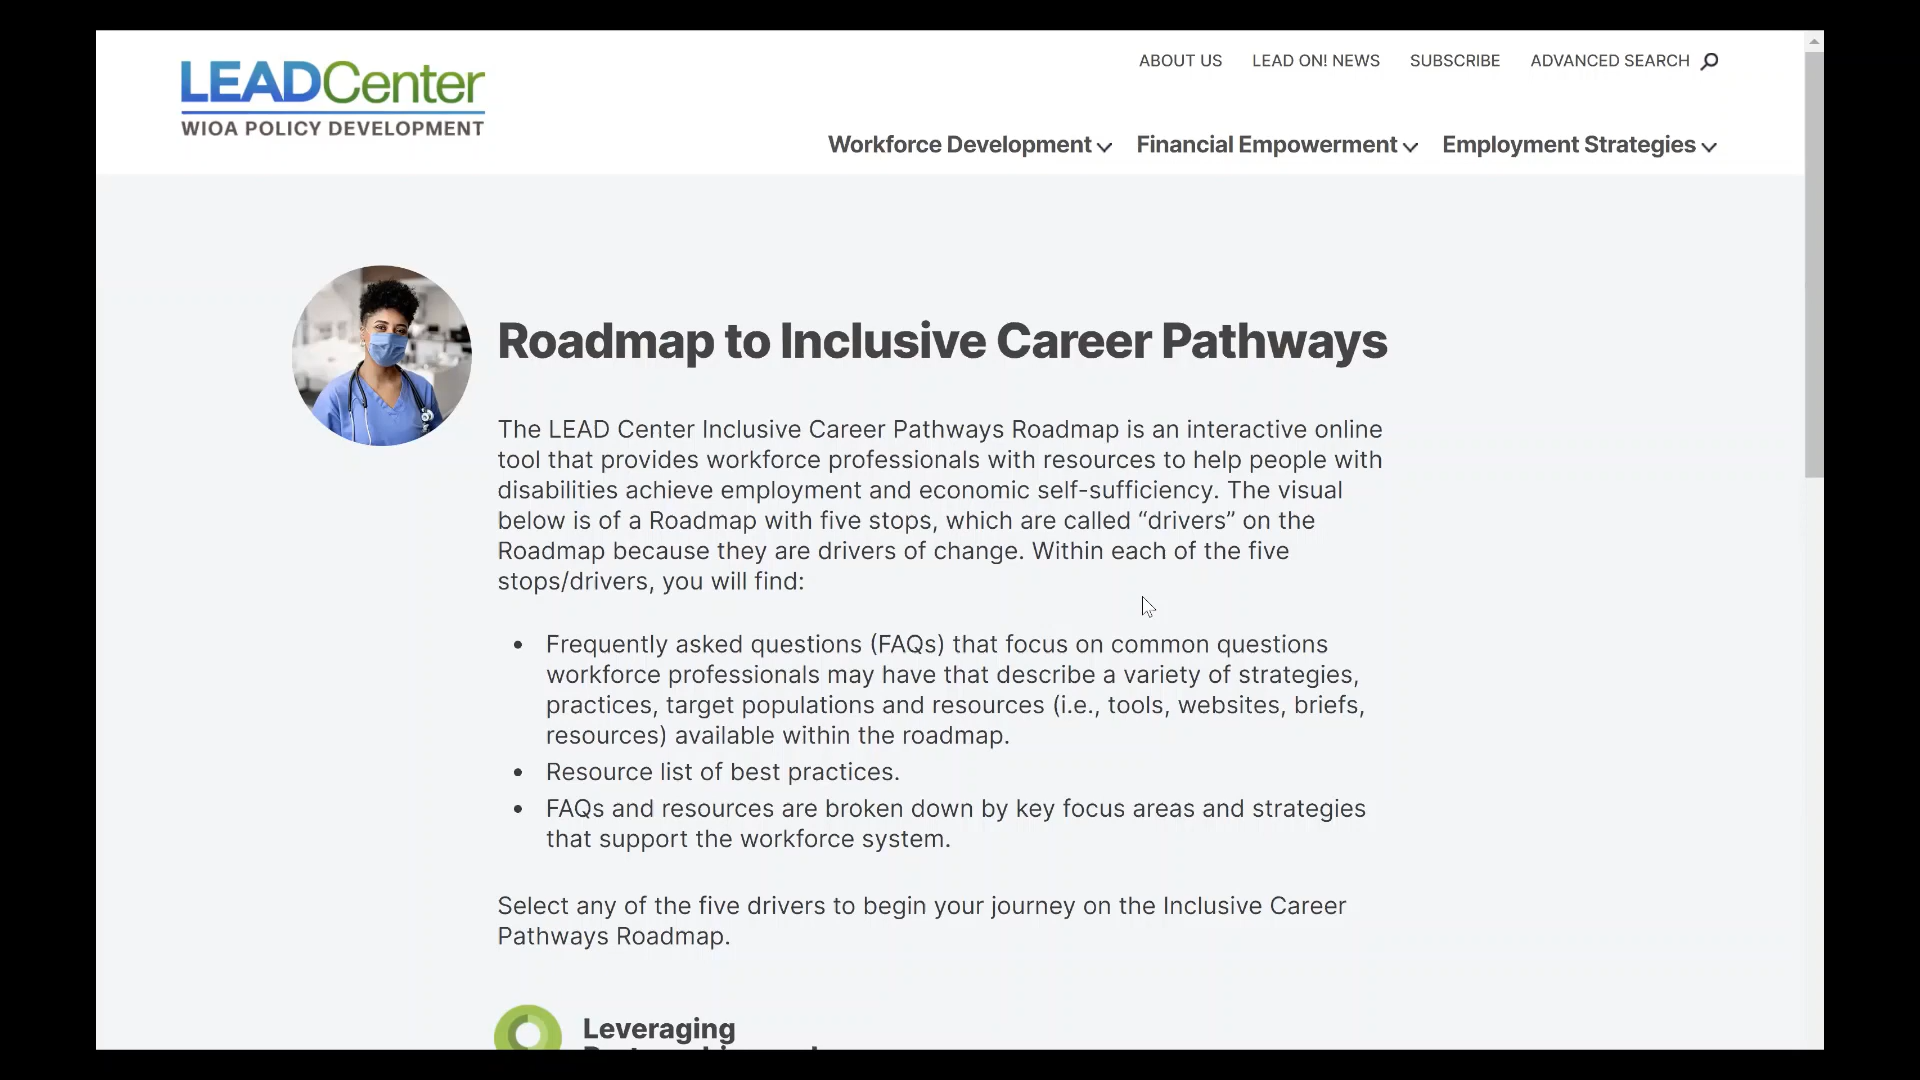 ABOUT US LEAD ON! NEWS SUBSCRIBE ADVANCED SEARCH
LEADCenter
WIOA POLICY DEVELOPMENT
Workforce Development Financial Empowerment Employment Strategies
Roadmap to Inclusive Career Pathways
The LEAD Center Inclusive Career Pathways Roadmap is an interactive online
tool that provides workforce professionals with resources to help people with
disabilities achieve employment and economic self-sufficiency. The visual
below is of a Roadmap with five stops, which are called “drivers” on the
Roadmap because they are drivers of change. Within each of the five
stops/drivers, you will find:
• Frequently asked questions (FAQs) that focus on common questions
workforce professionals may have that describe a variety of strategies,
practices, target populations and resources (i.e., tools, websites, briefs,
resources) available within the roadmap.
• Resource list of best practices.
• FAQs and resources are broken down by key focus areas and strategies
that support the workforce system.
Select any of the five drivers to begin your journey on the Inclusive Career
Pathways Roadmap.
Leveraging